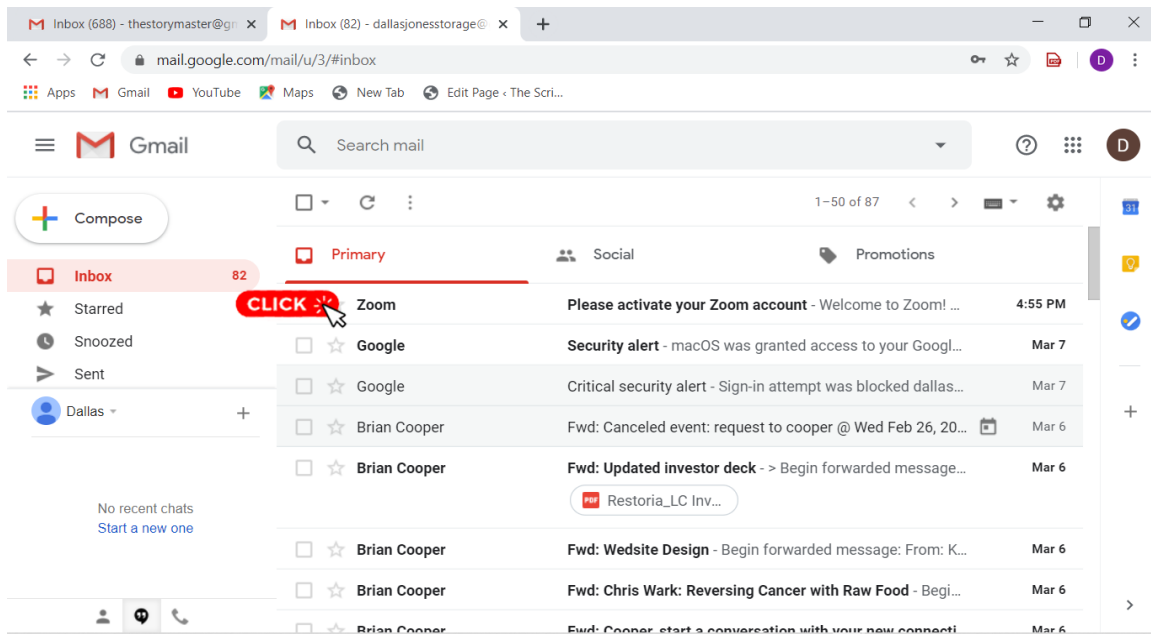 Inbox (688) - thestorymaster@gm
Inbox (82) - dallasjonesstorage@
mail.google.com/mail/u/3/#inbox
D
Apps Gmail YouTube Maps New Tab Edit Page ‹ The Scri...
Gmail
Search mail
D
Compose
1–50 of 87
31
Primary Social Promotions
Inbox 82
CLICK Zoom Please activate your Zoom account - Welcome to Zoom! ... 4:55 PM
Starred
Google Security alert - macOS was granted access to your Googl... Mar 7
Snoozed
Sent
Google Critical security alert - Sign-in attempt was blocked dallas... Mar 7
Dallas
Brian Cooper Fwd: Canceled event: request to cooper @ Wed Feb 26, 20... Mar 6
Brian Cooper Fwd: Updated investor deck - > Begin forwarded message... Mar 6
PDF Restoria_LC Inv...
No recent chats
Start a new one
Brian Cooper Fwd: Wedsite Design - Begin forwarded message: From: K... Mar 6
Brian Cooper Fwd: Chris Wark: Reversing Cancer with Raw Food - Begi... Mar 6
Brian Cooper Fwd: Cooper, start a conversation with your new connecti... Mar 6